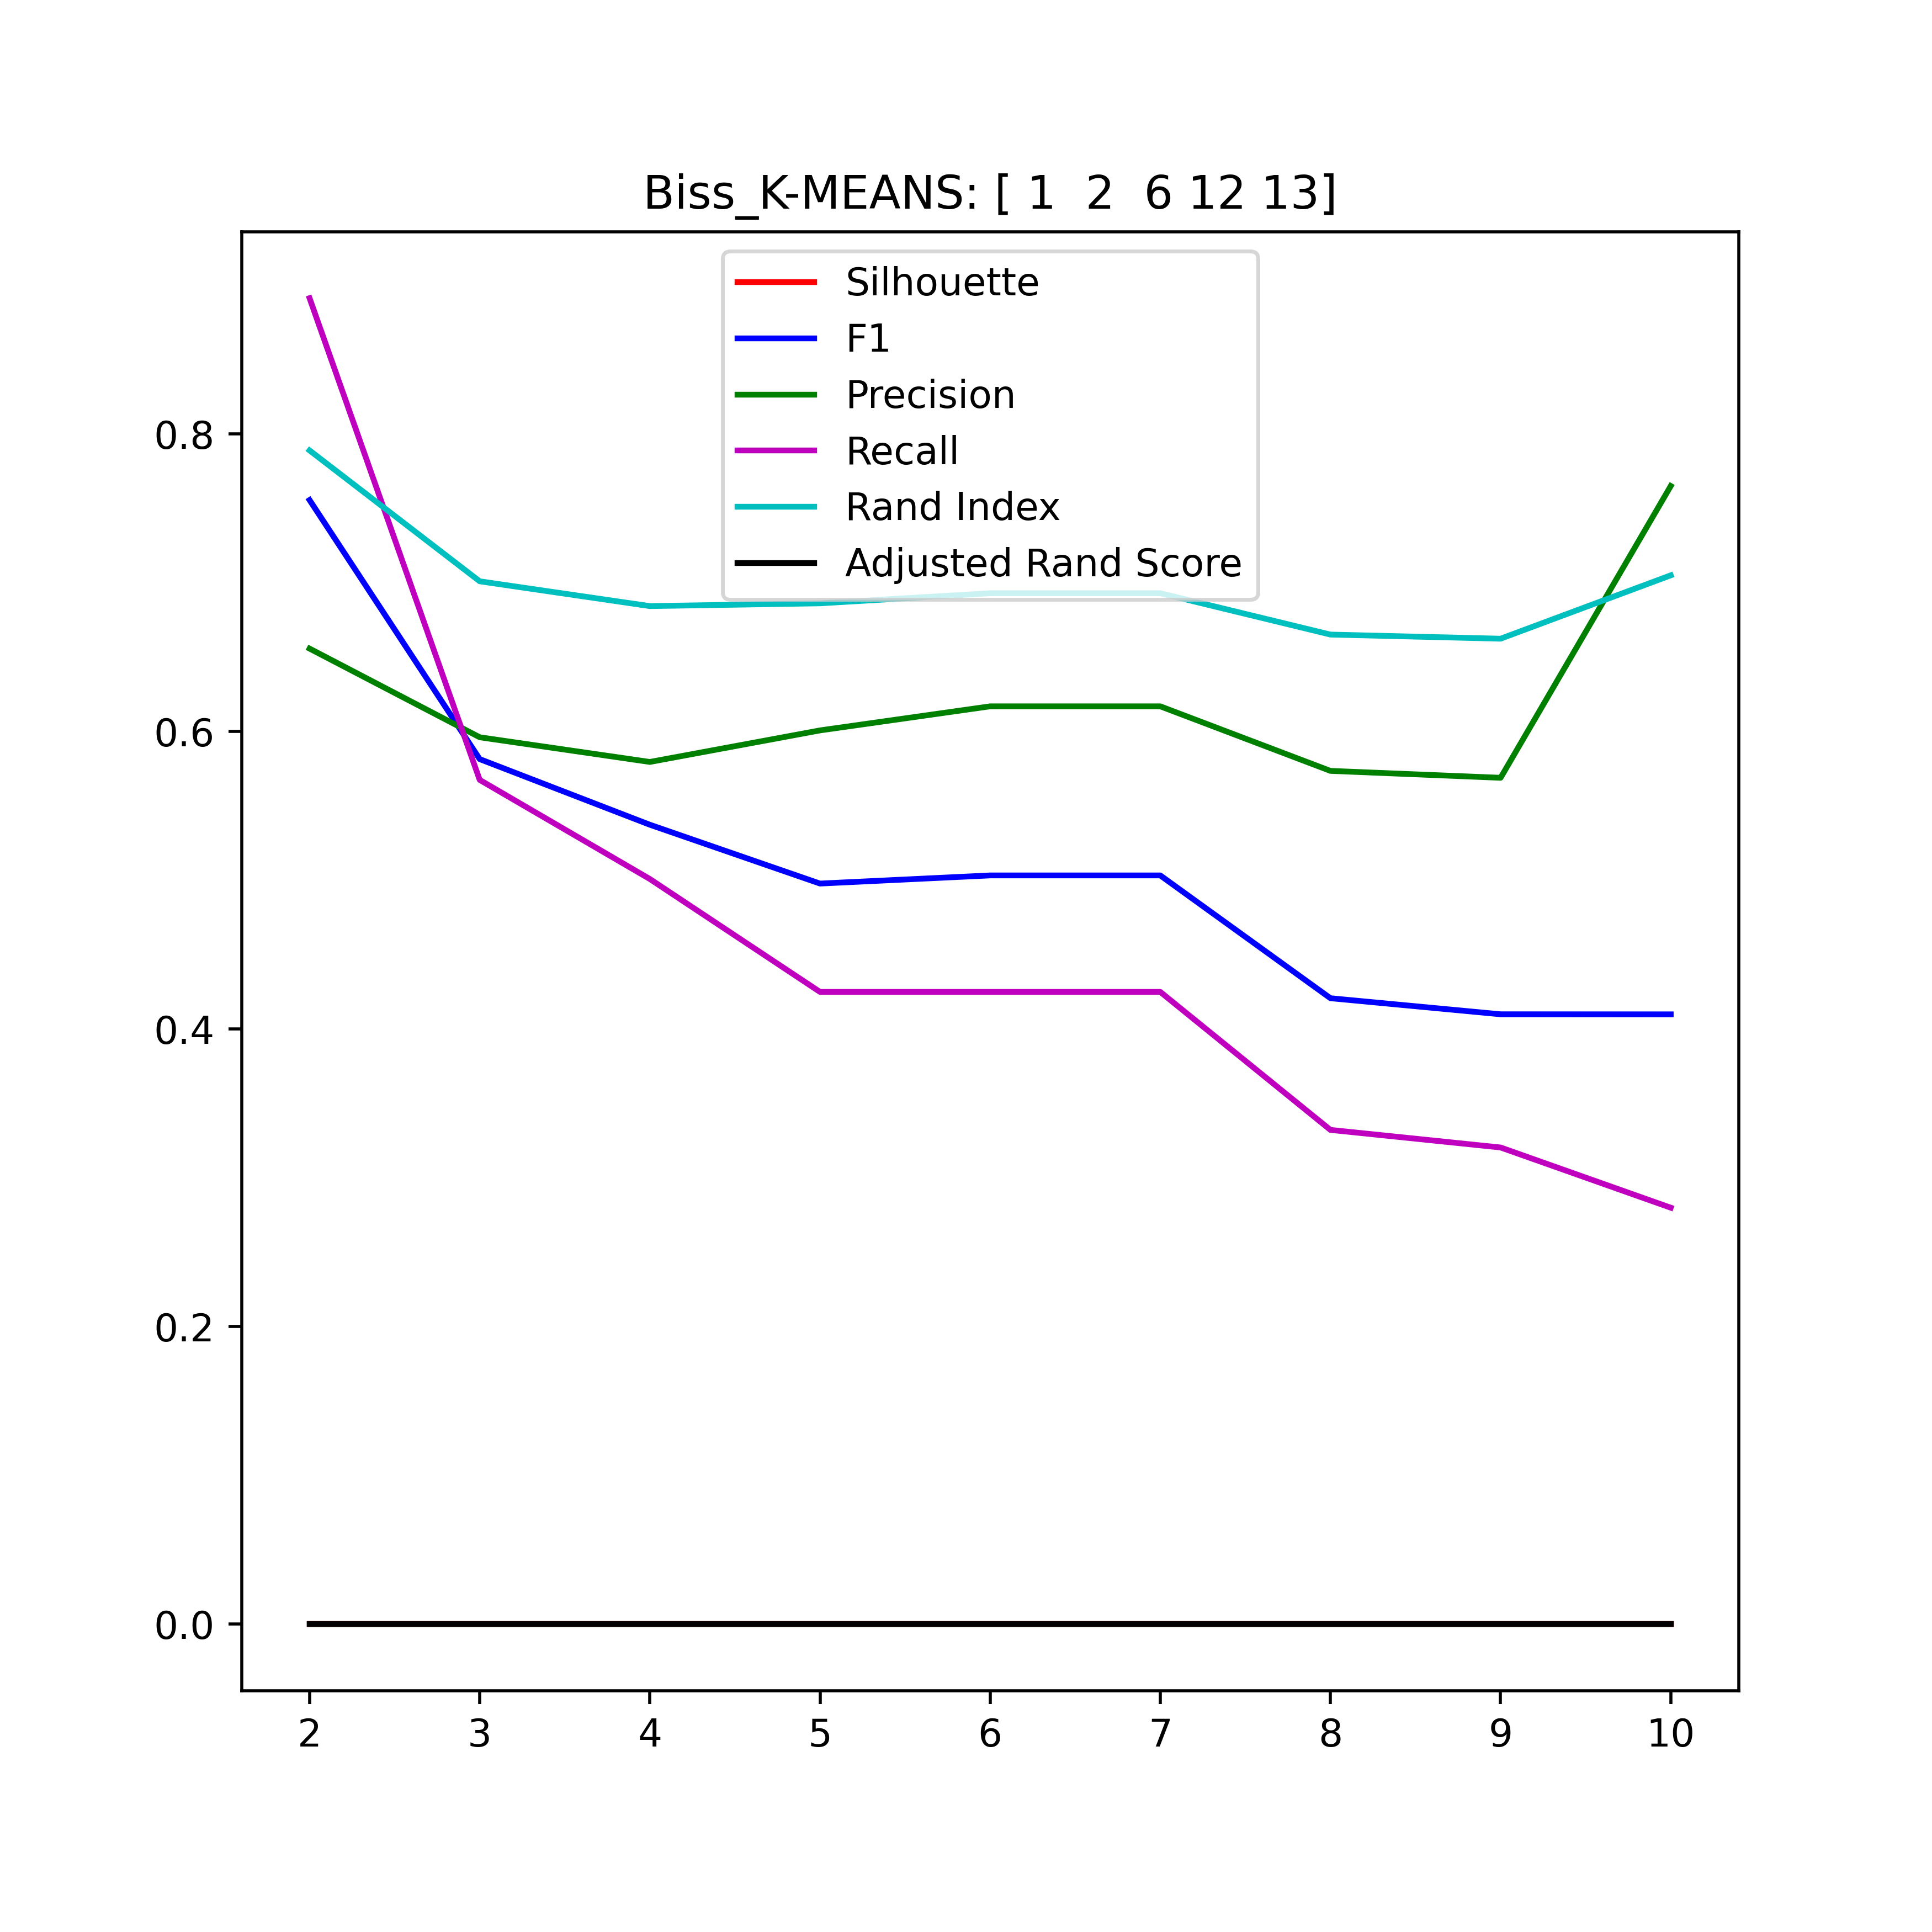 Biss_K-MEANS: [ 1  2  6 12 13]
Silhouette
F1
Precision
Recall
Rand Index
Adjusted Rand Score
0.8
0.6
0.4
0.2
0.0
2 3 4 5 6 7 8 9 10